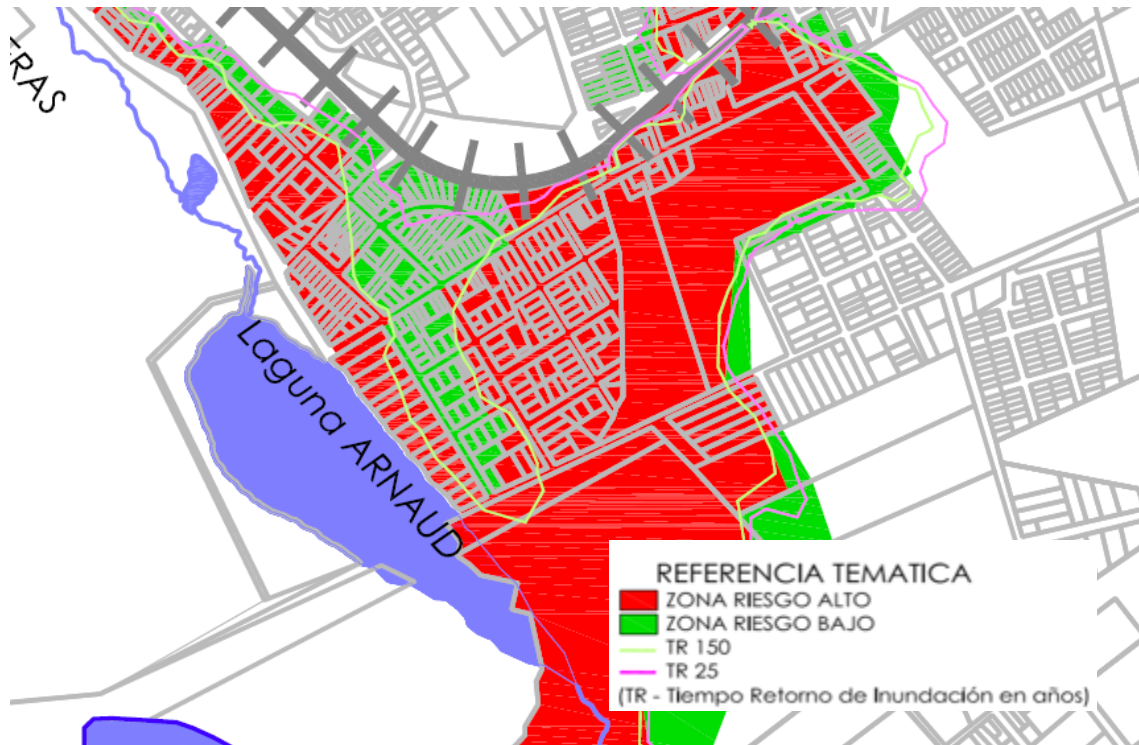 Laguna ARNAUD
REFERENCIA TEMATICA
ZONA RIESGO ALTO
ZONA RIESGO BAJO
TR 150
TR 25
(TR - Tiempo Retorno de Inundación en años)